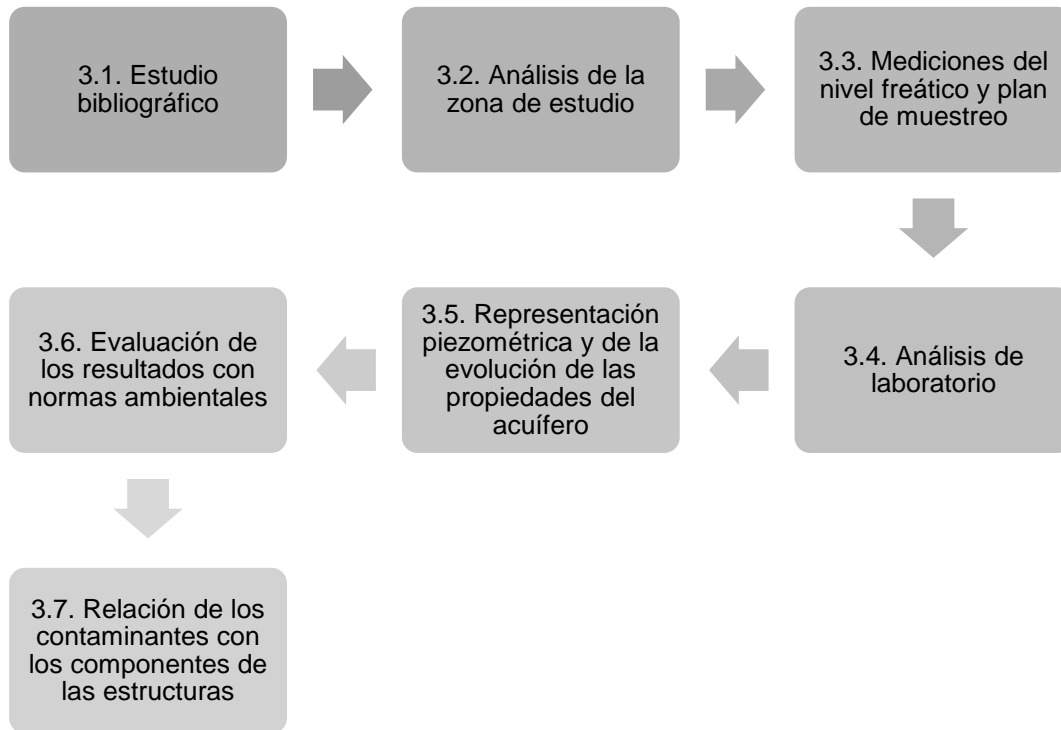 3.1. Estudio
bibliográfico
3.2. Análisis de la
zona de estudio
3.3. Mediciones del
nivel freático y plan
de muestreo
3.4. Análisis de
laboratorio
3.5. Representación
piezométrica y de la
evolución de las
propiedades del
acuífero
3.6. Evaluación de
los resultados con
normas ambientales
3.7. Relación de los
contaminantes con
los componentes de
las estructuras